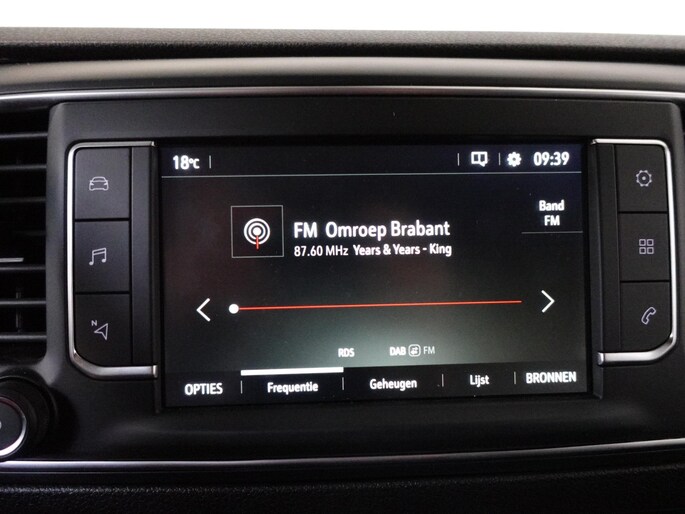 18°C
09:39
FM Omroep Brabant
87.60 MHz Years & Years - King
Band
FM
N
RDS DAB FM
OPTIES Frequentie Geheugen Lijst BRONNEN